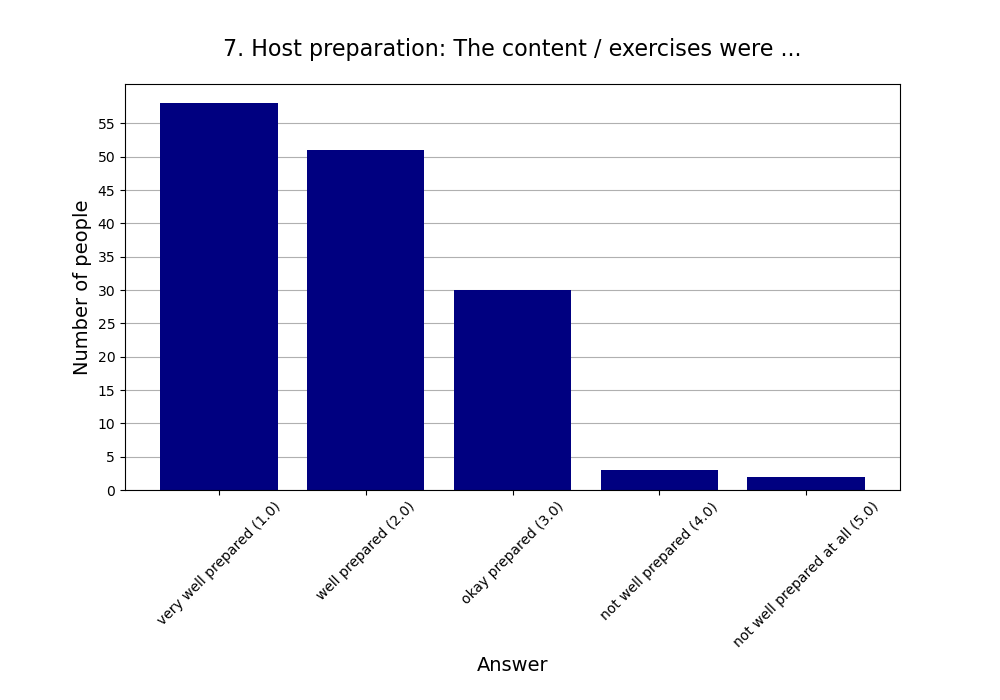 7. Host preparation: The content / exercises were ...
Number of people
55
50
45
40
35
30
25
20
15
10
5
0
very well prepared (1.0)
well prepared (2.0)
okay prepared (3.0)
not well prepared (4.0)
not well prepared at all (5.0)
Answer